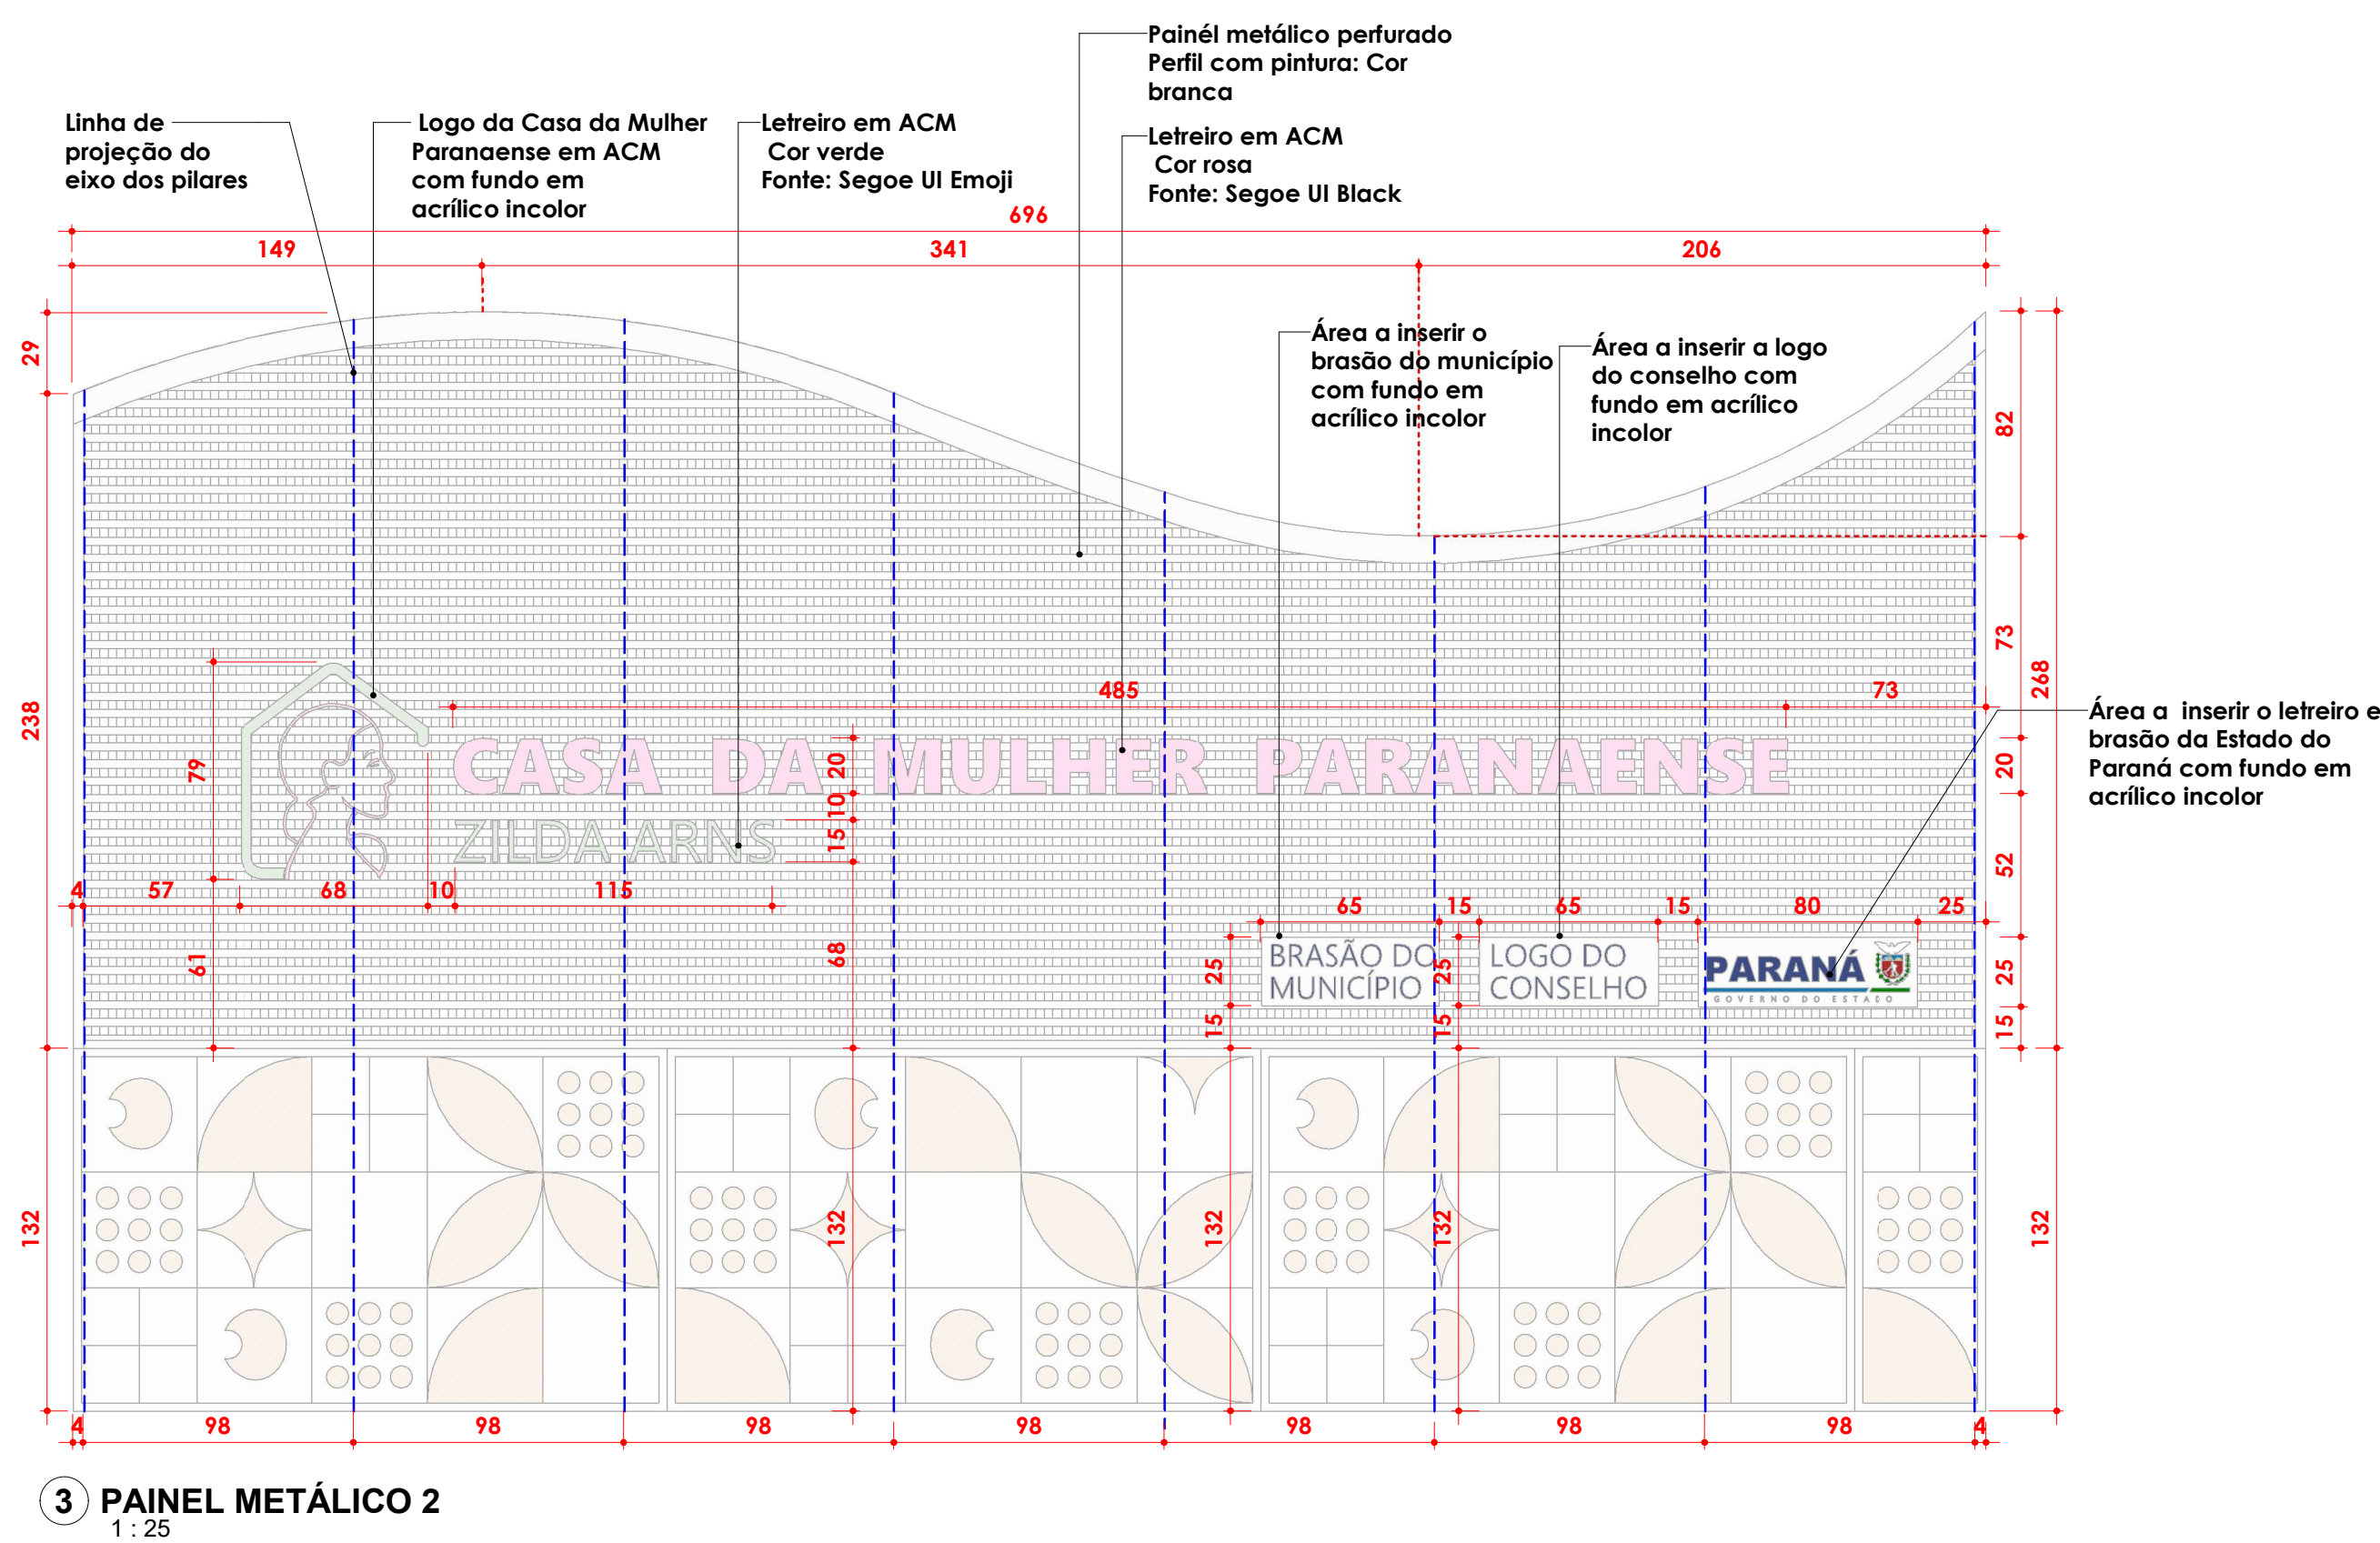 Painél metálico perfurado
Perfil com pintura: Cor
branca
Linha de
projeção do
eixo dos pilares
Logo da Casa da Mulher
Paranaense em ACM
com fundo em
acrílico incolor
Letreiro em ACM
Cor verde
Fonte: Segoe UI Emoji
Letreiro em ACM
Cor rosa
Fonte: Segoe UI Black
696
149
341
206
Área a inserir o
brasão do município
com fundo em
acrílico incolor
Área a inserir a logo
do conselho com
fundo em acrílico
incolor
29
82
73
268
238
485
73
Área a  inserir o letreiro e
brasão da Estado do
Paraná com fundo em
acrílico incolor
79
CASA DA MULHER PARANAENSE
20
20
10
ZILDA ARNS
15
52
4
57
68
10
115
65
15
65
15
80
25
61
68
25
BRASÃO DO
MUNICÍPIO
25
LOGO DO
CONSELHO
PARANÁ
GOVERNO DO ESTADO
25
15
15
15
132
132
132
132
132
4
98
98
98
98
98
98
98
4
3 PAINEL METÁLICO 2
1 : 25